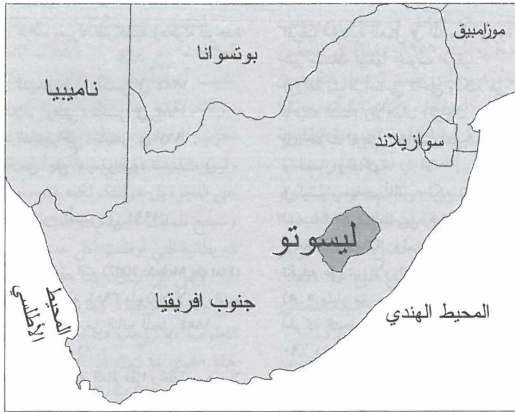 موزامبيق
بوتسوانا
ناميبيا
سوازيلاند
ليسوتو
جنوب افريقيا
المحيط الهندي
المحيط
الأطلسي